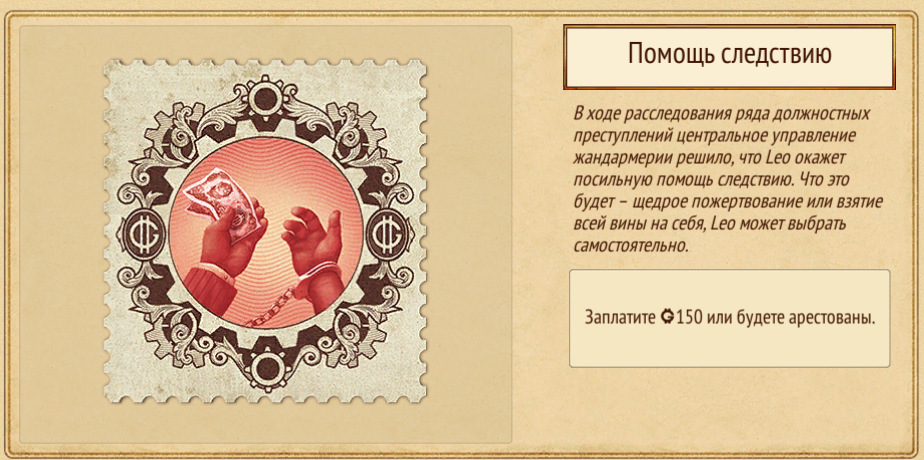 Помощь следствию
В ходе расследования ряда должностных
преступлений центральное управление
жандармерии решило, что Leo окажет
посильную помощь следствию. Что это
будет – щедрое пожертвование или взятие
всей вины на себя, Leo может выбрать
самостоятельно.
Заплатите 150 или будете арестованы.